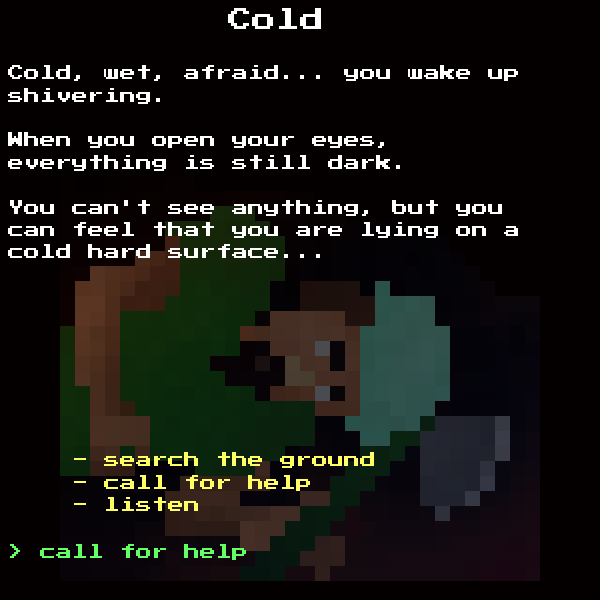 Cold
Cold, wet, afraid... you wake up
shivering.
When you open your eyes,
everything is still dark.
You can't see anything, but you
can feel that you are lying on a
cold hard surface...
- search the ground
- call for help
- listen
> call for help